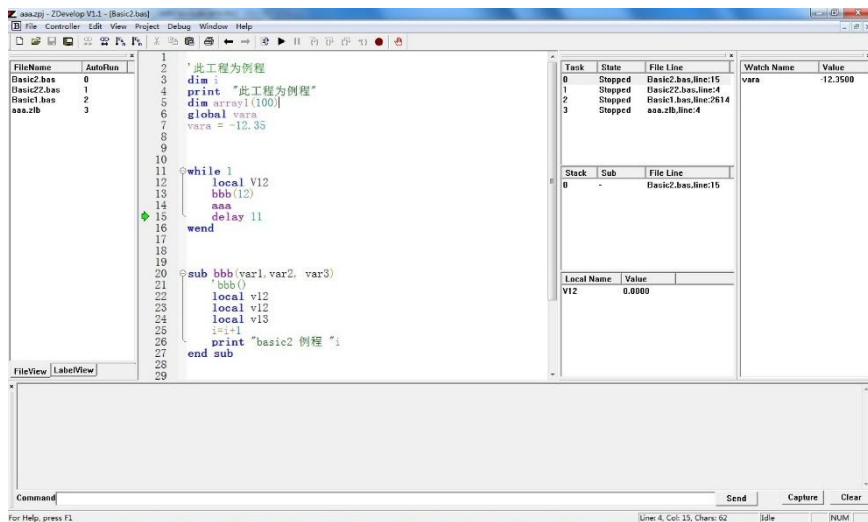 aaa.zpj - ZDevelop V1.1 - [Basic2.bas]
File Controller Edit View Project Debug Window Help
FileName AutoRun
Basic2.bas 0
Basic22.bas 1
Basic1.bas 2
aaa.zlb 3
FileView LabelView
1
2 '此工程为例程
3 dim i
4 print "此工程为例程"
5 dim array1(100)
6 global vara
7 vara = -12.35
8
9
10
11 while 1
12 local V12
13 bbb(12)
14 aaa
15 delay 11
16 wend
17
18
19
20 sub bbb(var1,var2, var3)
21 'bbb()
22 local v12
23 local v12
24 local v13
25 i=i+1
26 print "basic2 例程 "i
27 end sub
28
29
Task State File Line
0 Stopped Basic2.bas,line:15
1 Stopped Basic22.bas,line:4
2 Stopped Basic1.bas,line:2614
3 Stopped aaa.zlb,line:4
Stack Sub File Line
0 - Basic2.bas,line:15
Local Name Value
V12 0.0000
Watch Name Value
vara -12.3500
Command Send Capture Clear
For Help, press F1 Line: 4, Col: 15, Chars: 62 Idle NUM